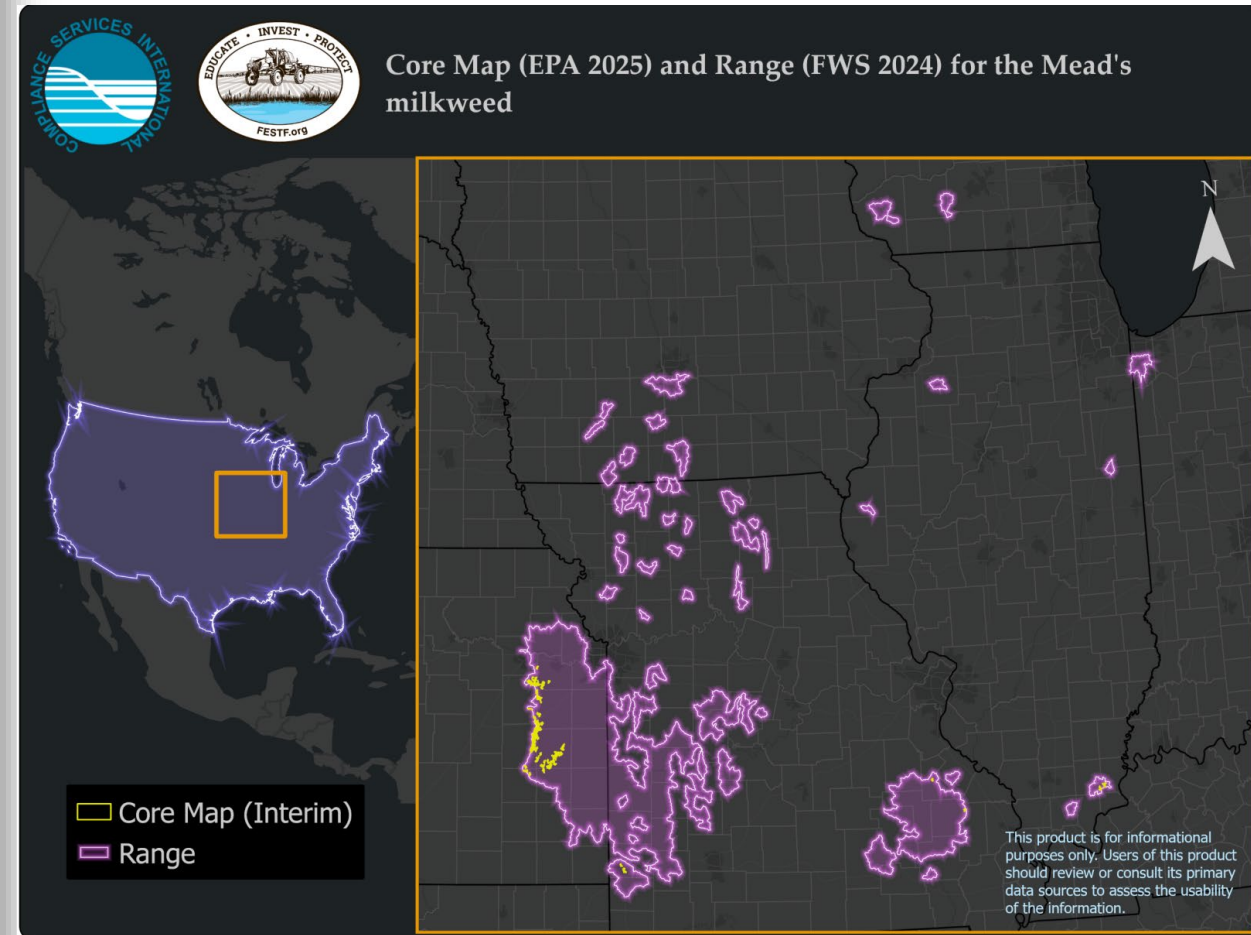 COMPLIANCE SERVICES INTERNATIONAL
EDUCATE • INVEST • PROTECT
FESTF.org
Core Map (EPA 2025) and Range (FWS 2024) for the Mead's
milkweed
N
Core Map (Interim)
Range
This product is for informational
purposes only. Users of this product
should review or consult its primary
data sources to assess the usability
of the information.